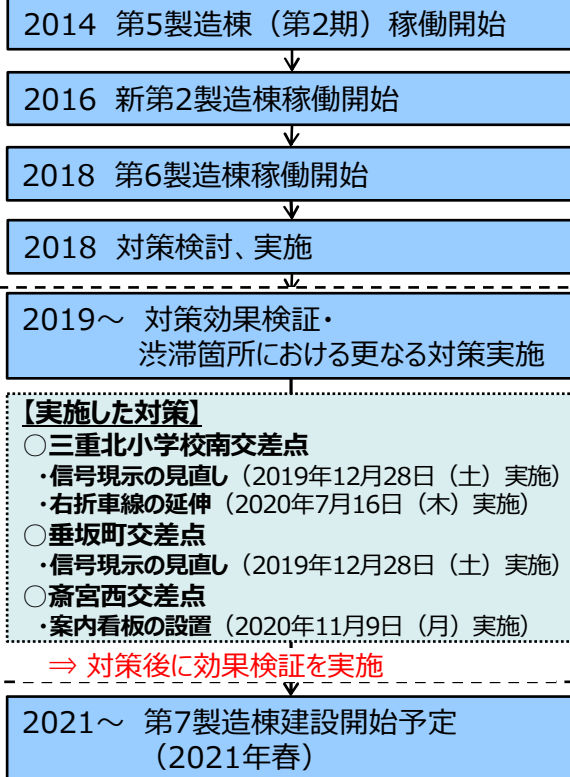 2014 第5製造棟（第2期）稼働開始
2016 新第2製造棟稼働開始
2018 第6製造棟稼働開始
2018 対策検討、実施
2019～ 対策効果検証・
渋滞箇所における更なる対策実施
【実施した対策】
○三重北小学校南交差点
・信号現示の見直し（2019年12月28日（土）実施）
・右折車線の延伸（2020年7月16日（木）実施）
○垂坂町交差点
・信号現示の見直し（2019年12月28日（土）実施）
○斎宮西交差点
・案内看板の設置（2020年11月9日（月）実施）
⇒ 対策後に効果検証を実施
2021～ 第7製造棟建設開始予定
（2021年春）